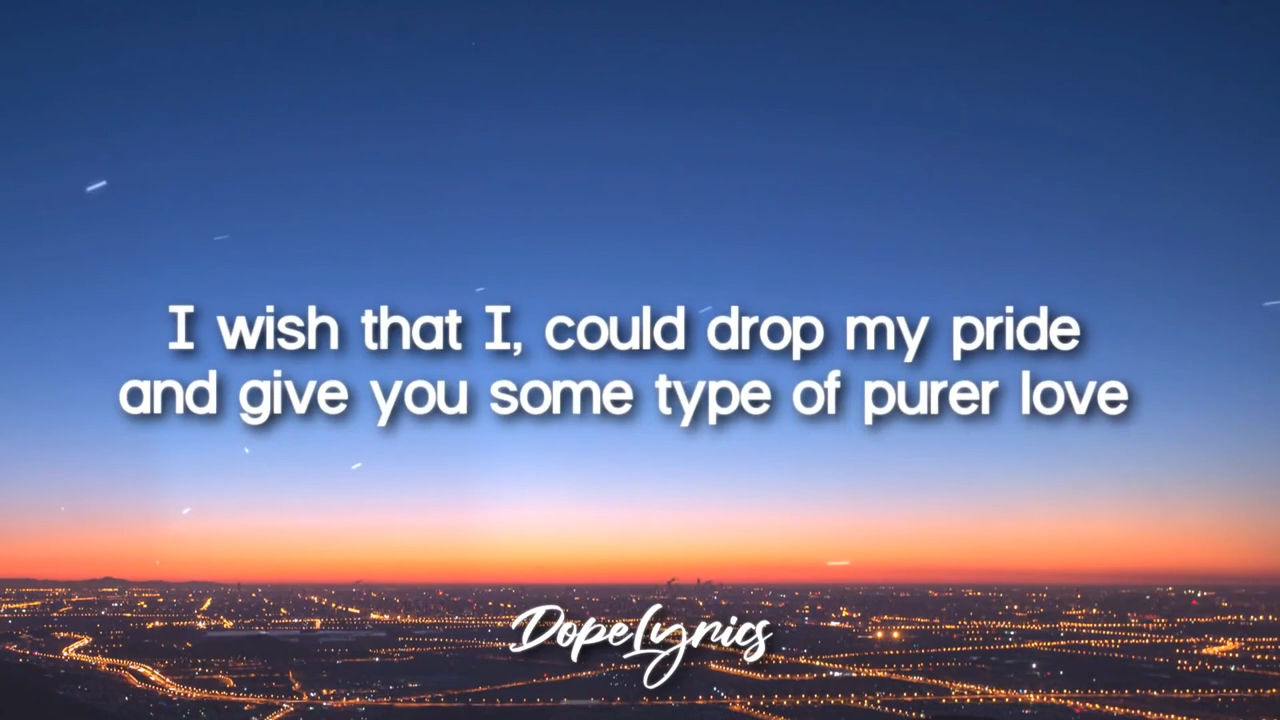 I wish that I, could drop my pride
and give you some type of purer love
DopeLyrics